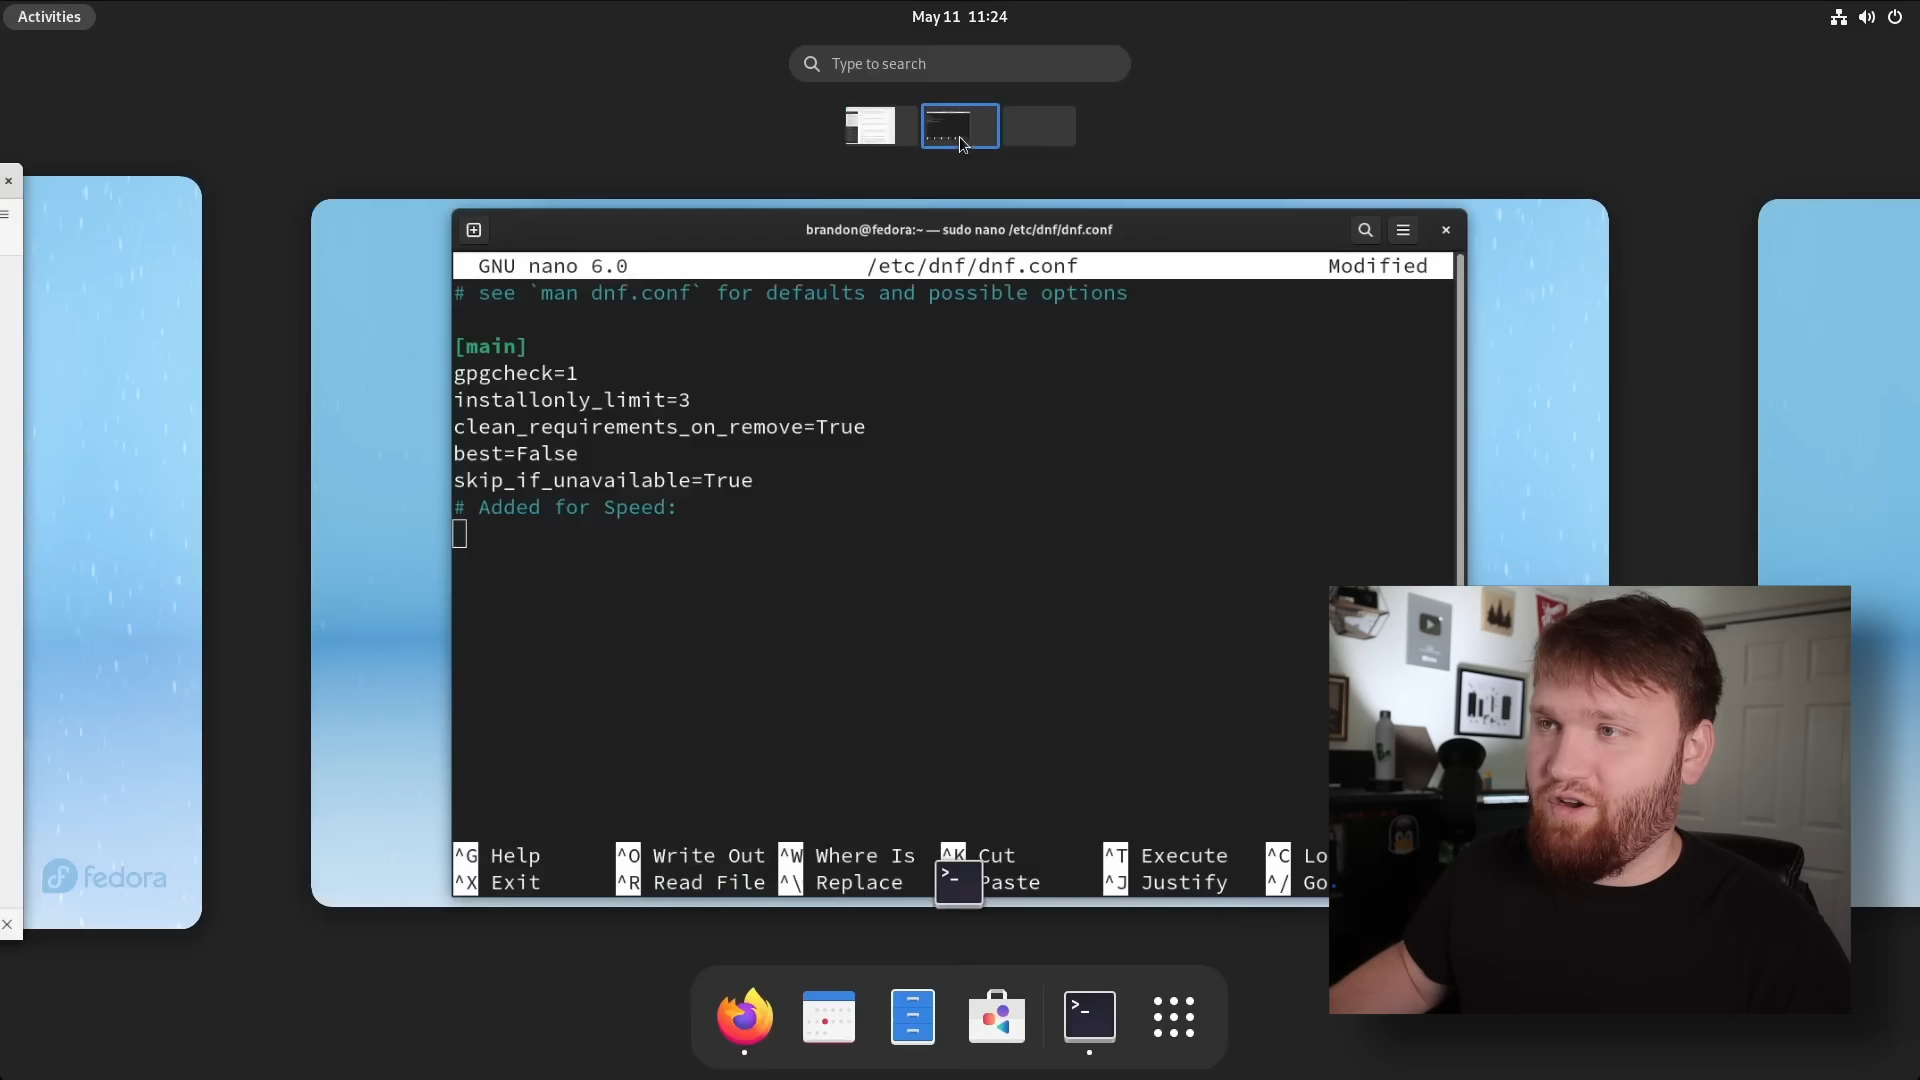 Activities
May 11 11:24
Type to search
brandon@fedora:~ — sudo nano /etc/dnf/dnf.conf
GNU nano 6.0 /etc/dnf/dnf.conf Modified
# see `man dnf.conf` for defaults and possible options
[main]
gpgcheck=1
installonly_limit=3
clean_requirements_on_remove=True
best=False
skip_if_unavailable=True
# Added for Speed:
^G Help ^O Write Out ^W Where Is ^K Cut ^T Execute ^C Lo
^X Exit ^R Read File ^\ Replace Paste ^J Justify ^/ Go
fedora